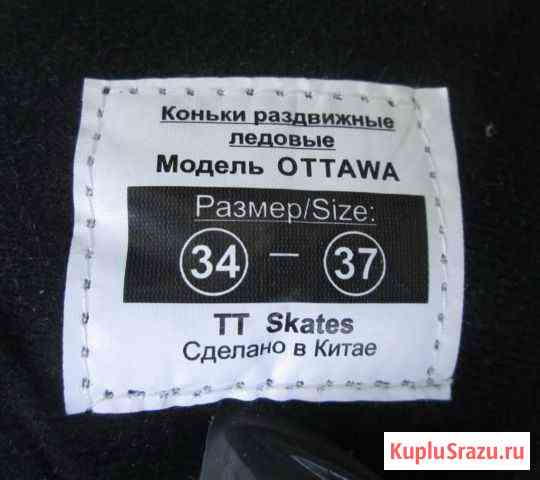 Коньки раздвижные
ледовые
Модель OTTAWA
Размер/Size:
34 — 37
TT Skates
Сделано в Китае
KupluSrazu.ru